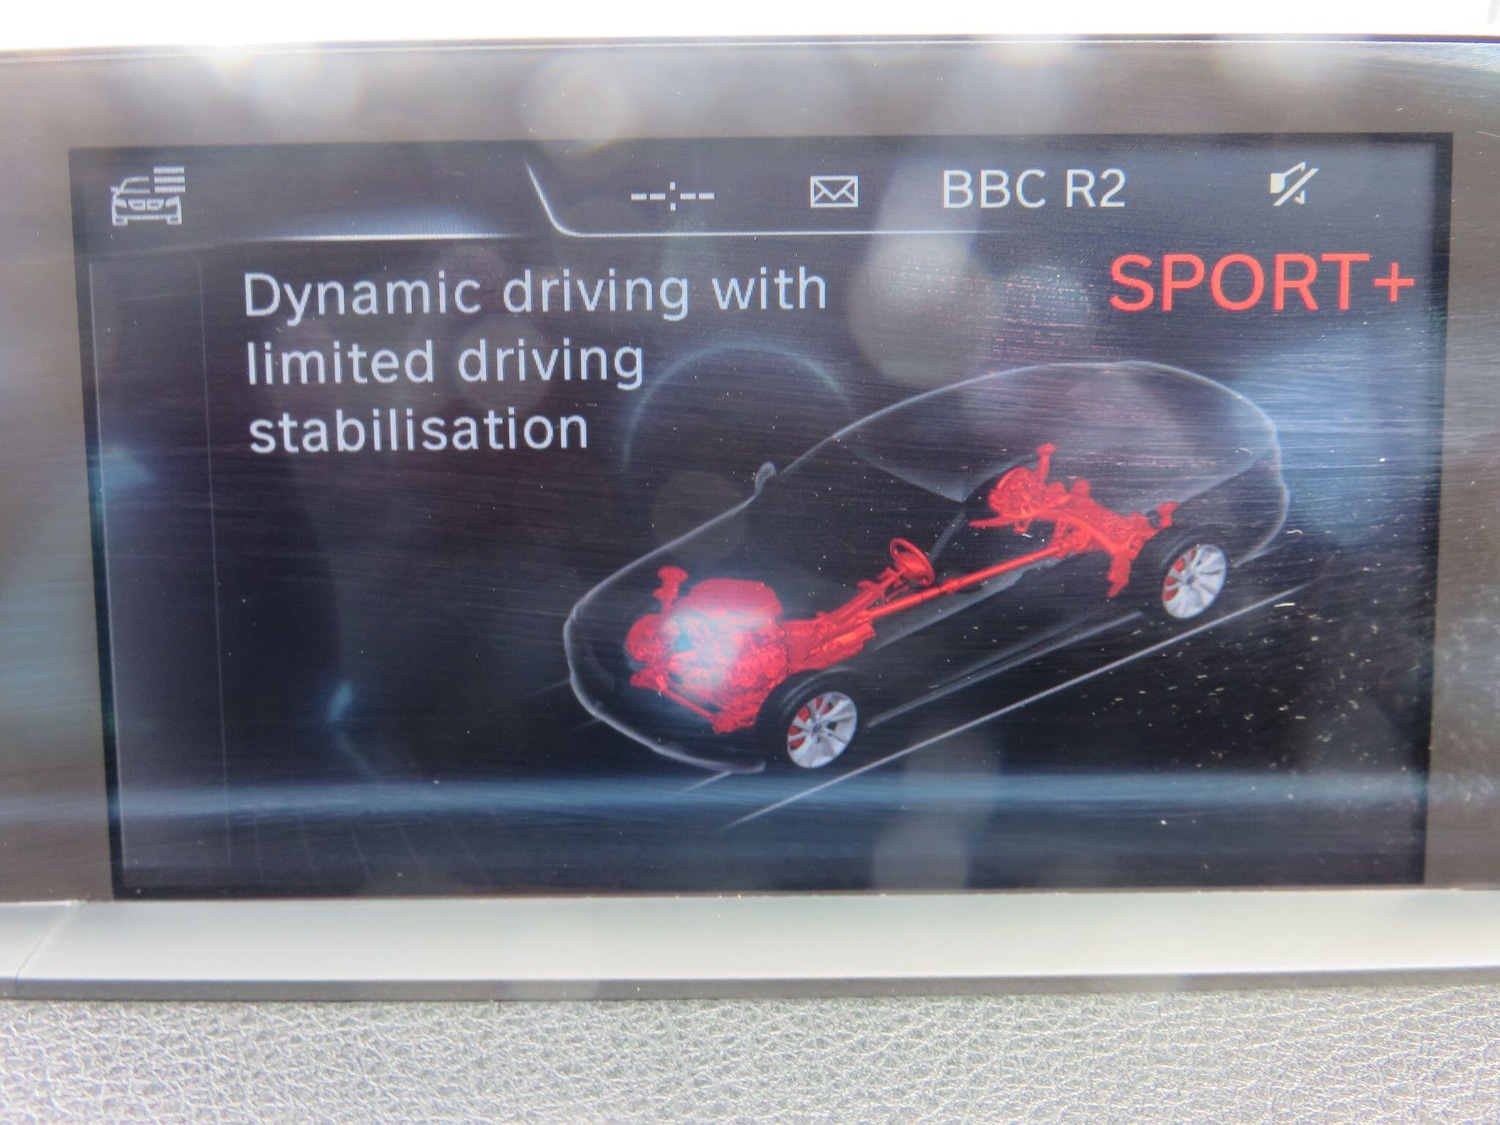 --:-- BBC R2
SPORT+
Dynamic driving with
limited driving
stabilisation